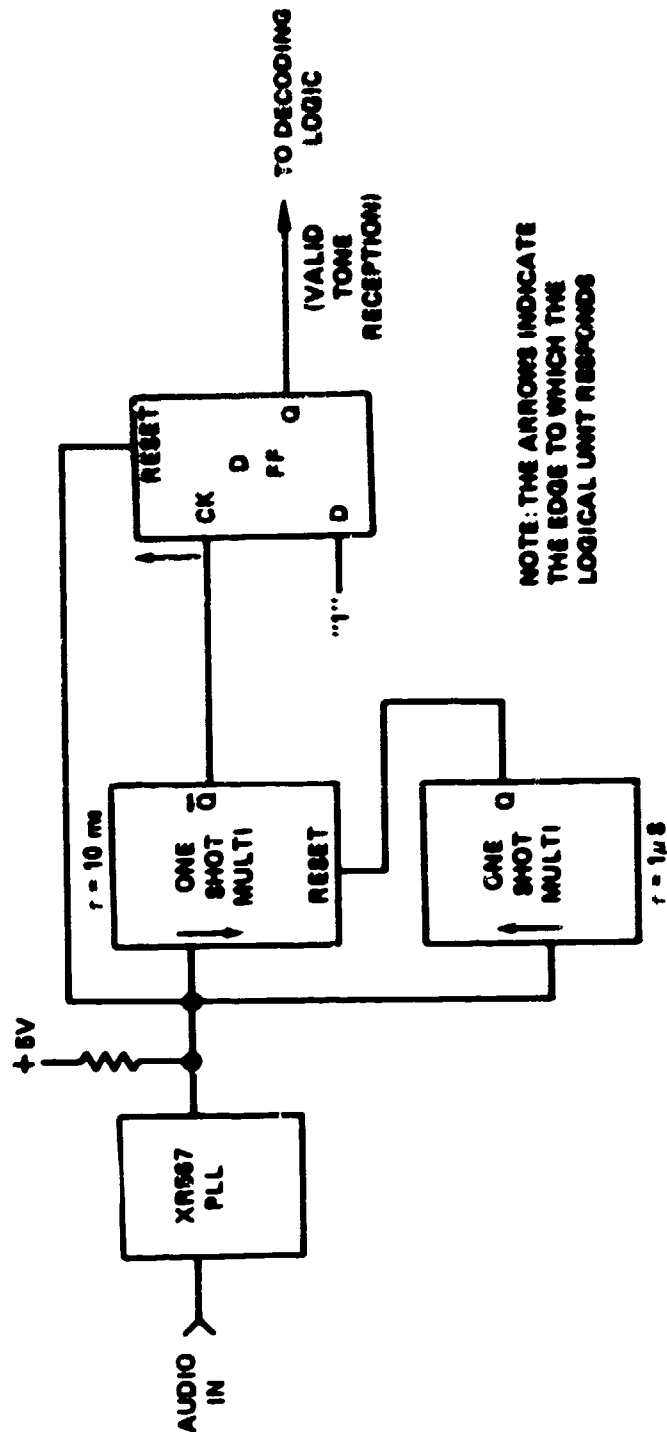 AUDIO
IN
XR567
PLL
+5V
τ = 10 ms
ONE
SHOT
MULTI
Q̅
RESET
ONE
SHOT
MULTI
Q
τ = 1μS
RESET
CK
D
FF
Q
D
"1"
(VALID
TONE
RECEPTION)
TO DECODING
LOGIC
NOTE: THE ARROWS INDICATE
THE EDGE TO WHICH THE
LOGICAL UNIT RESPONDS